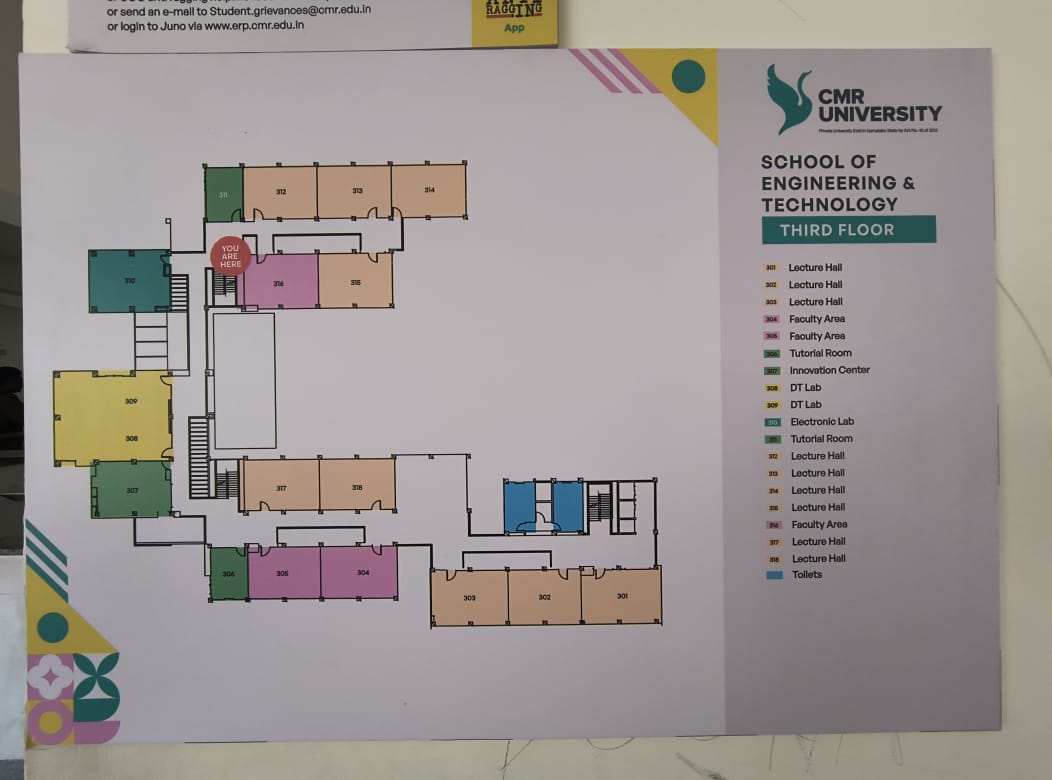 or send an e-mail to Student.grievances@cmr.edu.in
or login to Juno via www.erp.cmr.edu.in
RAGGING
App
CMR
UNIVERSITY
SCHOOL OF
ENGINEERING &
TECHNOLOGY
THIRD FLOOR
301 Lecture Hall
302 Lecture Hall
303 Lecture Hall
304 Faculty Area
305 Faculty Area
306 Tutorial Room
307 Innovation Center
308 DT Lab
309 DT Lab
310 Electronic Lab
311 Tutorial Room
312 Lecture Hall
313 Lecture Hall
314 Lecture Hall
315 Lecture Hall
316 Faculty Area
317 Lecture Hall
318 Lecture Hall
Toilets
311
312
313
314
YOU
ARE
HERE
310
316
315
309
308
307
317
318
306
305
304
303
302
301